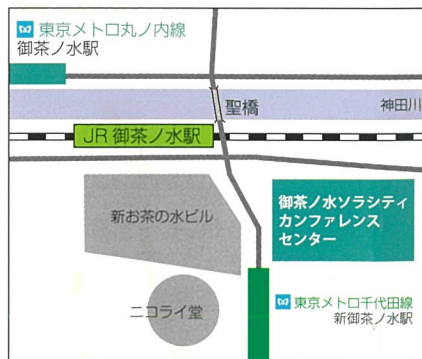 東京メトロ丸ノ内線
御茶ノ水駅
聖橋
神田川
JR 御茶ノ水駅
新お茶の水ビル
御茶ノ水ソラシティ
カンファレンス
センター
ニコライ堂
東京メトロ千代田線
新御茶ノ水駅